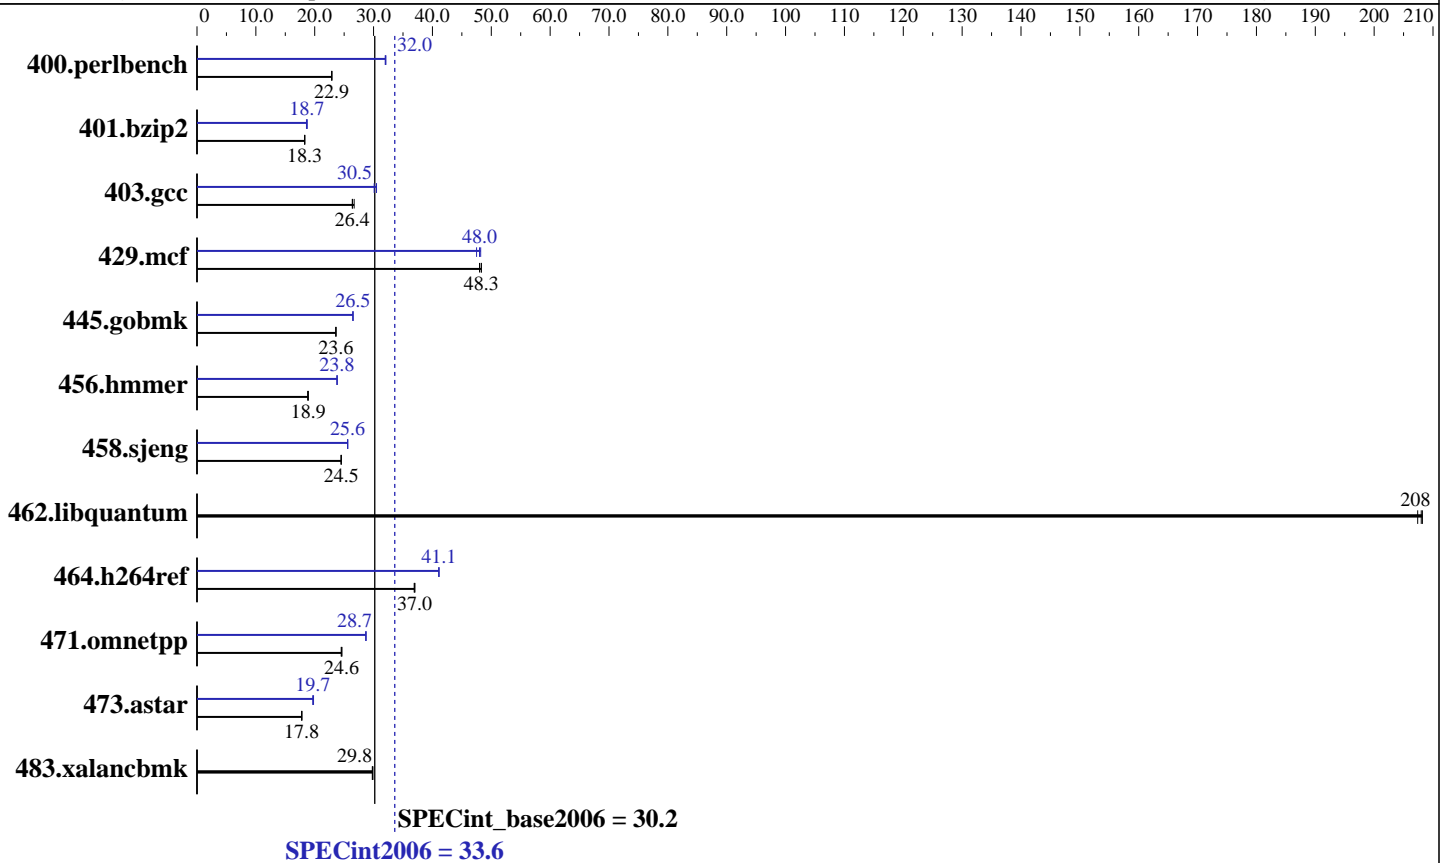 0 10.0 20.0 30.0 40.0 50.0 60.0 70.0 80.0 90.0 100 110 120 130 140 150 160 170 180 190 200 210
32.0
400.perlbench
22.9
18.7
401.bzip2
18.3
30.5
403.gcc
26.4
48.0
429.mcf
48.3
26.5
445.gobmk
23.6
23.8
456.hmmer
18.9
25.6
458.sjeng
24.5
208
462.libquantum
41.1
464.h264ref
37.0
28.7
471.omnetpp
24.6
19.7
473.astar
17.8
29.8
483.xalancbmk
SPECint_base2006 = 30.2
SPECint2006 = 33.6